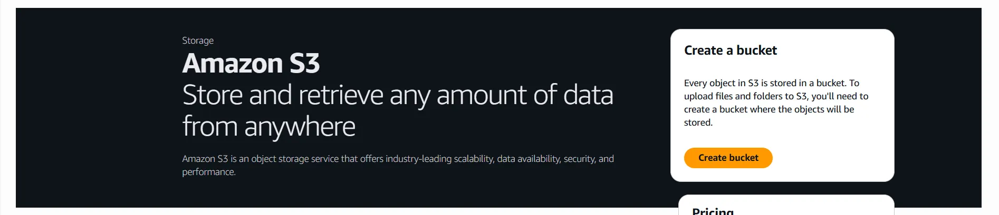 Storage
Amazon S3
Store and retrieve any amount of data
from anywhere
Amazon S3 is an object storage service that offers industry-leading scalability, data availability, security, and
performance.
Create a bucket
Every object in S3 is stored in a bucket. To
upload files and folders to S3, you'll need to
create a bucket where the objects will be
stored.
Create bucket
Pricing